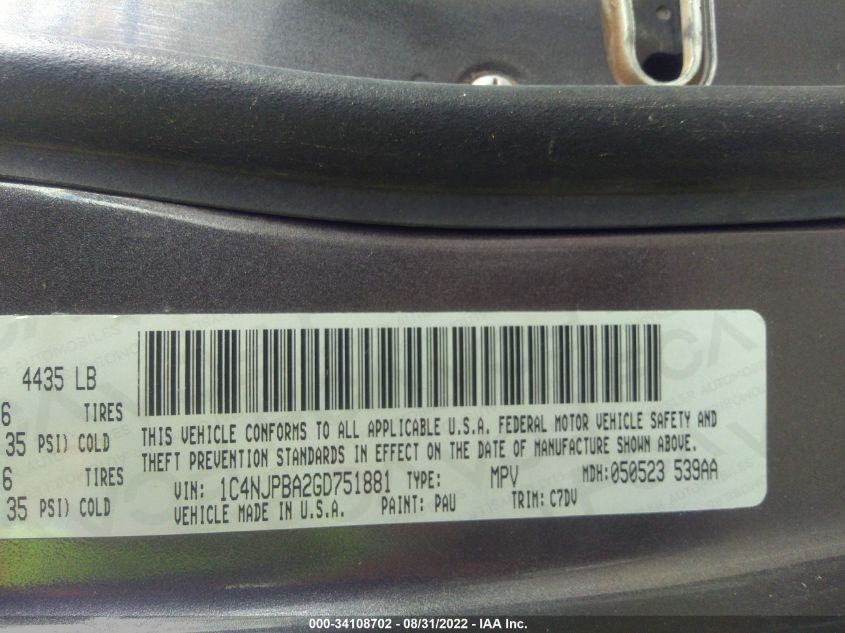 4435 LB
6 TIRES
35 PSI) COLD
6 TIRES
35 PSI) COLD
THIS VEHICLE CONFORMS TO ALL APPLICABLE U.S.A. FEDERAL MOTOR VEHICLE SAFETY AND
THEFT PREVENTION STANDARDS IN EFFECT ON THE DATE OF MANUFACTURE SHOWN ABOVE.
VIN: 1C4NJPBA2GD751881 TYPE: MPV MDH:050523 539AA
VEHICLE MADE IN U.S.A. PAINT: PAU TRIM: C7DV
000-34108702 - 08/31/2022 - IAA Inc.